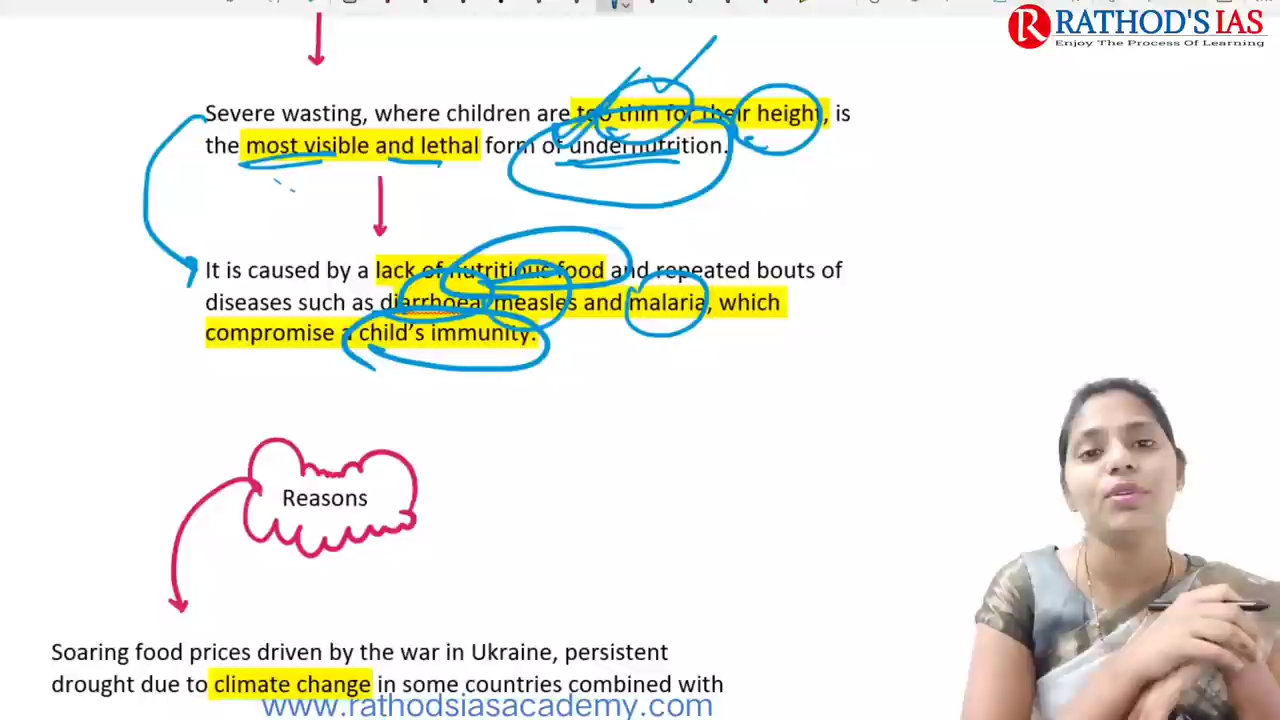 RATHOD'S IAS
Enjoy The Process Of Learning
Severe wasting, where children are too thin for their height, is
the most visible and lethal form of undernutrition.
It is caused by a lack of nutritious food and repeated bouts of
diseases such as diarrhoea, measles and malaria, which
compromise a child’s immunity.
Reasons
Soaring food prices driven by the war in Ukraine, persistent
drought due to climate change in some countries combined with
www.rathodsiasacademy.com